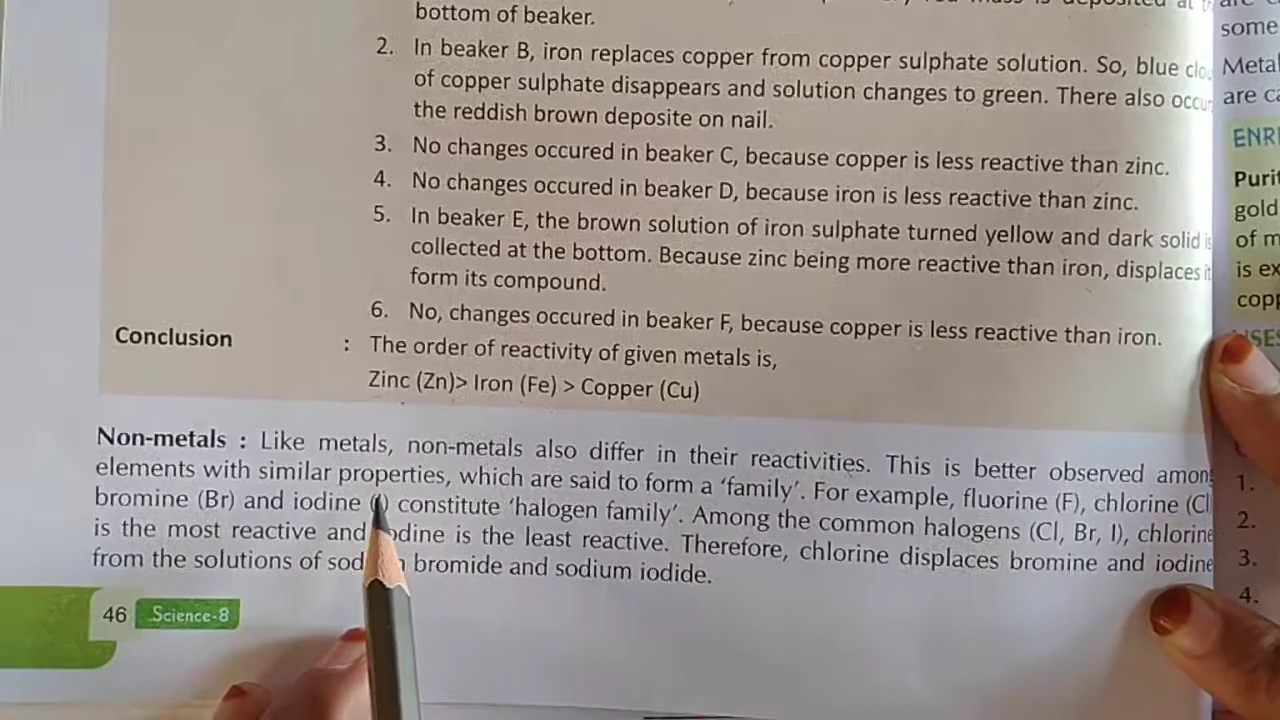 bottom of beaker.
2. In beaker B, iron replaces copper from copper sulphate solution. So, blue
of copper sulphate disappears and solution changes to green. There also
the reddish brown deposite on nail.
3. No changes occured in beaker C, because copper is less reactive than zinc.
4. No changes occured in beaker D, because iron is less reactive than zinc.
5. In beaker E, the brown solution of iron sulphate turned yellow and dark solid is
collected at the bottom. Because zinc being more reactive than iron, displaces it
form its compound.
6. No, changes occured in beaker F, because copper is less reactive than iron.
Conclusion : The order of reactivity of given metals is,
Zinc (Zn)> Iron (Fe) > Copper (Cu)
Non-metals : Like metals, non-metals also differ in their reactivities. This is better observed among
elements with similar properties, which are said to form a 'family'. For example, fluorine (F), chlorine (Cl
bromine (Br) and iodine (I) constitute 'halogen family'. Among the common halogens (Cl, Br, I), chlorine
is the most reactive and iodine is the least reactive. Therefore, chlorine displaces bromine and iodine
from the solutions of bromide and sodium iodide.
46 Science-8
some
Metal
are ca
ENRI
Purit
gold
of m
is ex
copp
USES
1.
2.
3.
4.